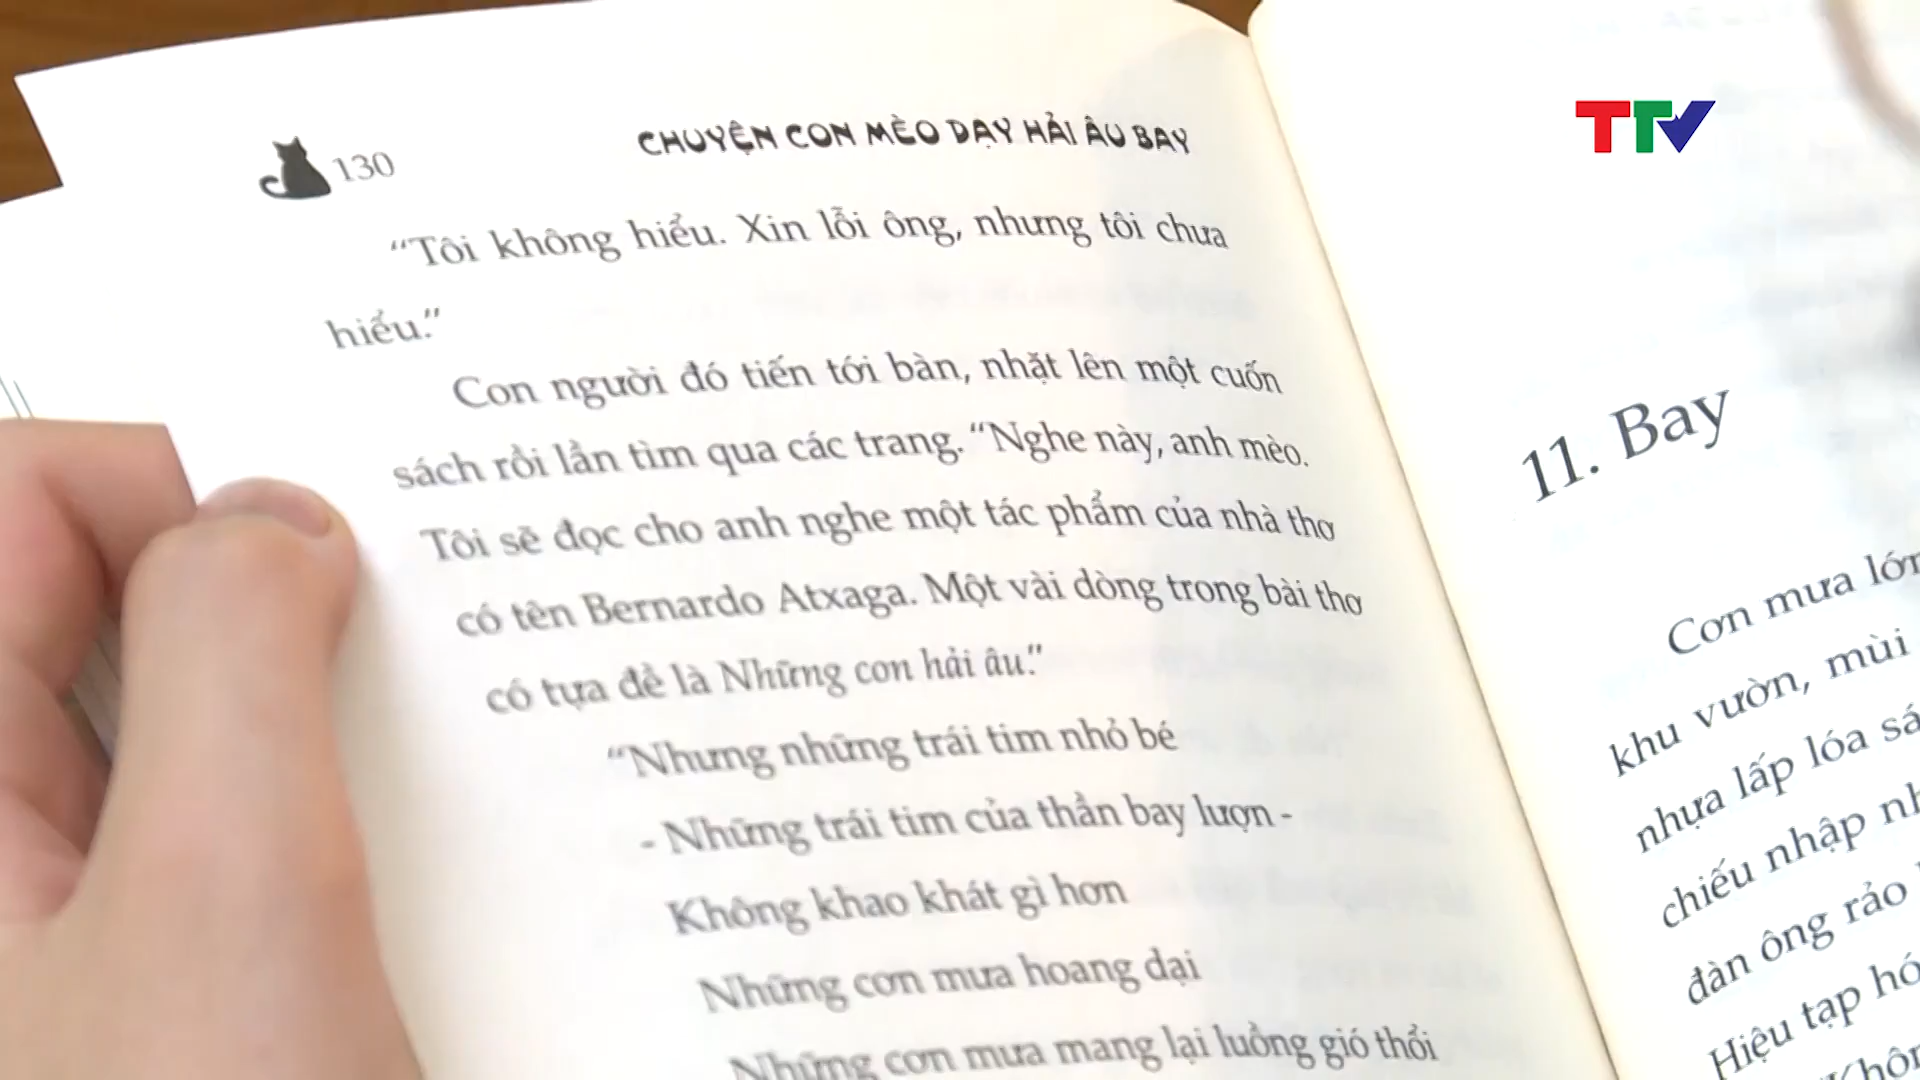 130
CHUYỆN CON MÈO DẠY HẢI ÂU BAY
“Tôi không hiểu. Xin lỗi ông, nhưng tôi chưa
hiểu.”
Con người đó tiến tới bàn, nhặt lên một cuốn
sách rồi lần tìm qua các trang. “Nghe này, anh mèo.
Tôi sẽ đọc cho anh nghe một tác phẩm của nhà thơ
có tên Bernardo Atxaga. Một vài dòng trong bài thơ
có tựa đề là Những con hải âu.”
“Nhưng những trái tim nhỏ bé
- Những trái tim của thần bay lượn -
Không khao khát gì hơn
Những cơn mưa hoang dại
Những cơn mưa mang lại luồng gió thổi
TTV
11. Bay
Cơn mưa lớn
khu vườn, mùi
nhựa lấp lóa
chiếu nhập
đàn ông rảo
Hiệu tạp